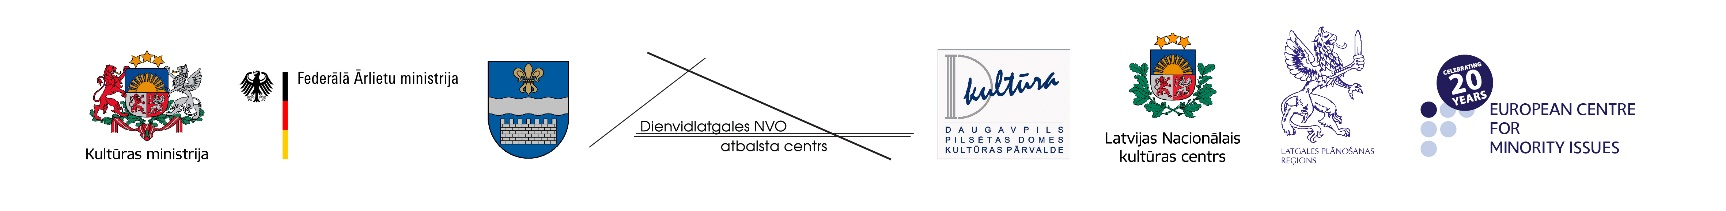 Kultūras ministrija
Federālā Ārlietu ministrija
Dienvidlatgales NVO
atbalsta centrs
kultūra
DAUGAVPILS
PILSĒTAS DOMES
KULTŪRAS PĀRVALDE
Latvijas Nacionālais
kultūras centrs
LATGALES PLĀNOŠANAS
REĢIONS
CELEBRATING
20
YEARS
EUROPEAN CENTRE
FOR
MINORITY ISSUES